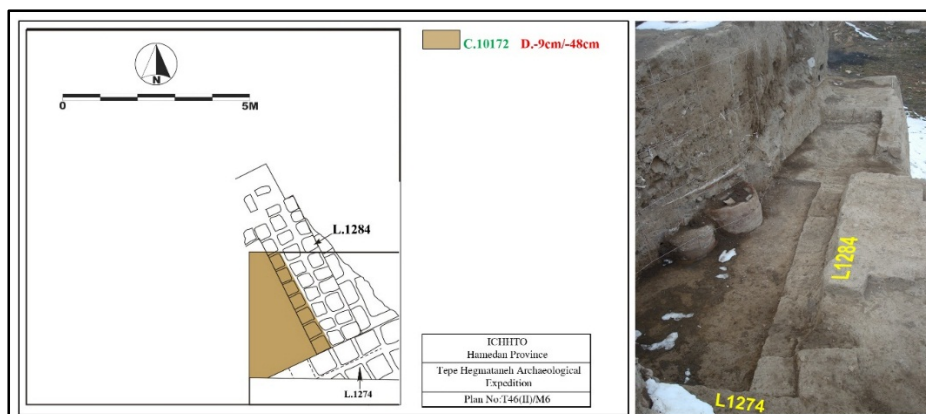 C.10172 D.-9cm/-48cm
N
0 5M
L.1284
L.1274
ICHHTO
Hamedan Province
Tepe Hegmataneh Archaeological
Expedition
Plan No:T46(II)/M6
L1284
L1274